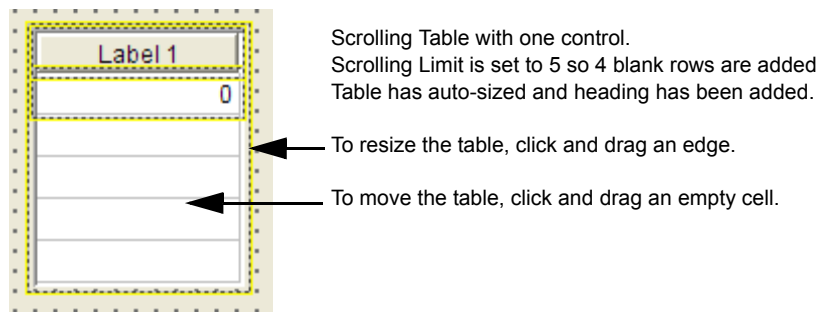 Label 1
0
Scrolling Table with one control.
Scrolling Limit is set to 5 so 4 blank rows are added
Table has auto-sized and heading has been added.
To resize the table, click and drag an edge.
To move the table, click and drag an empty cell.